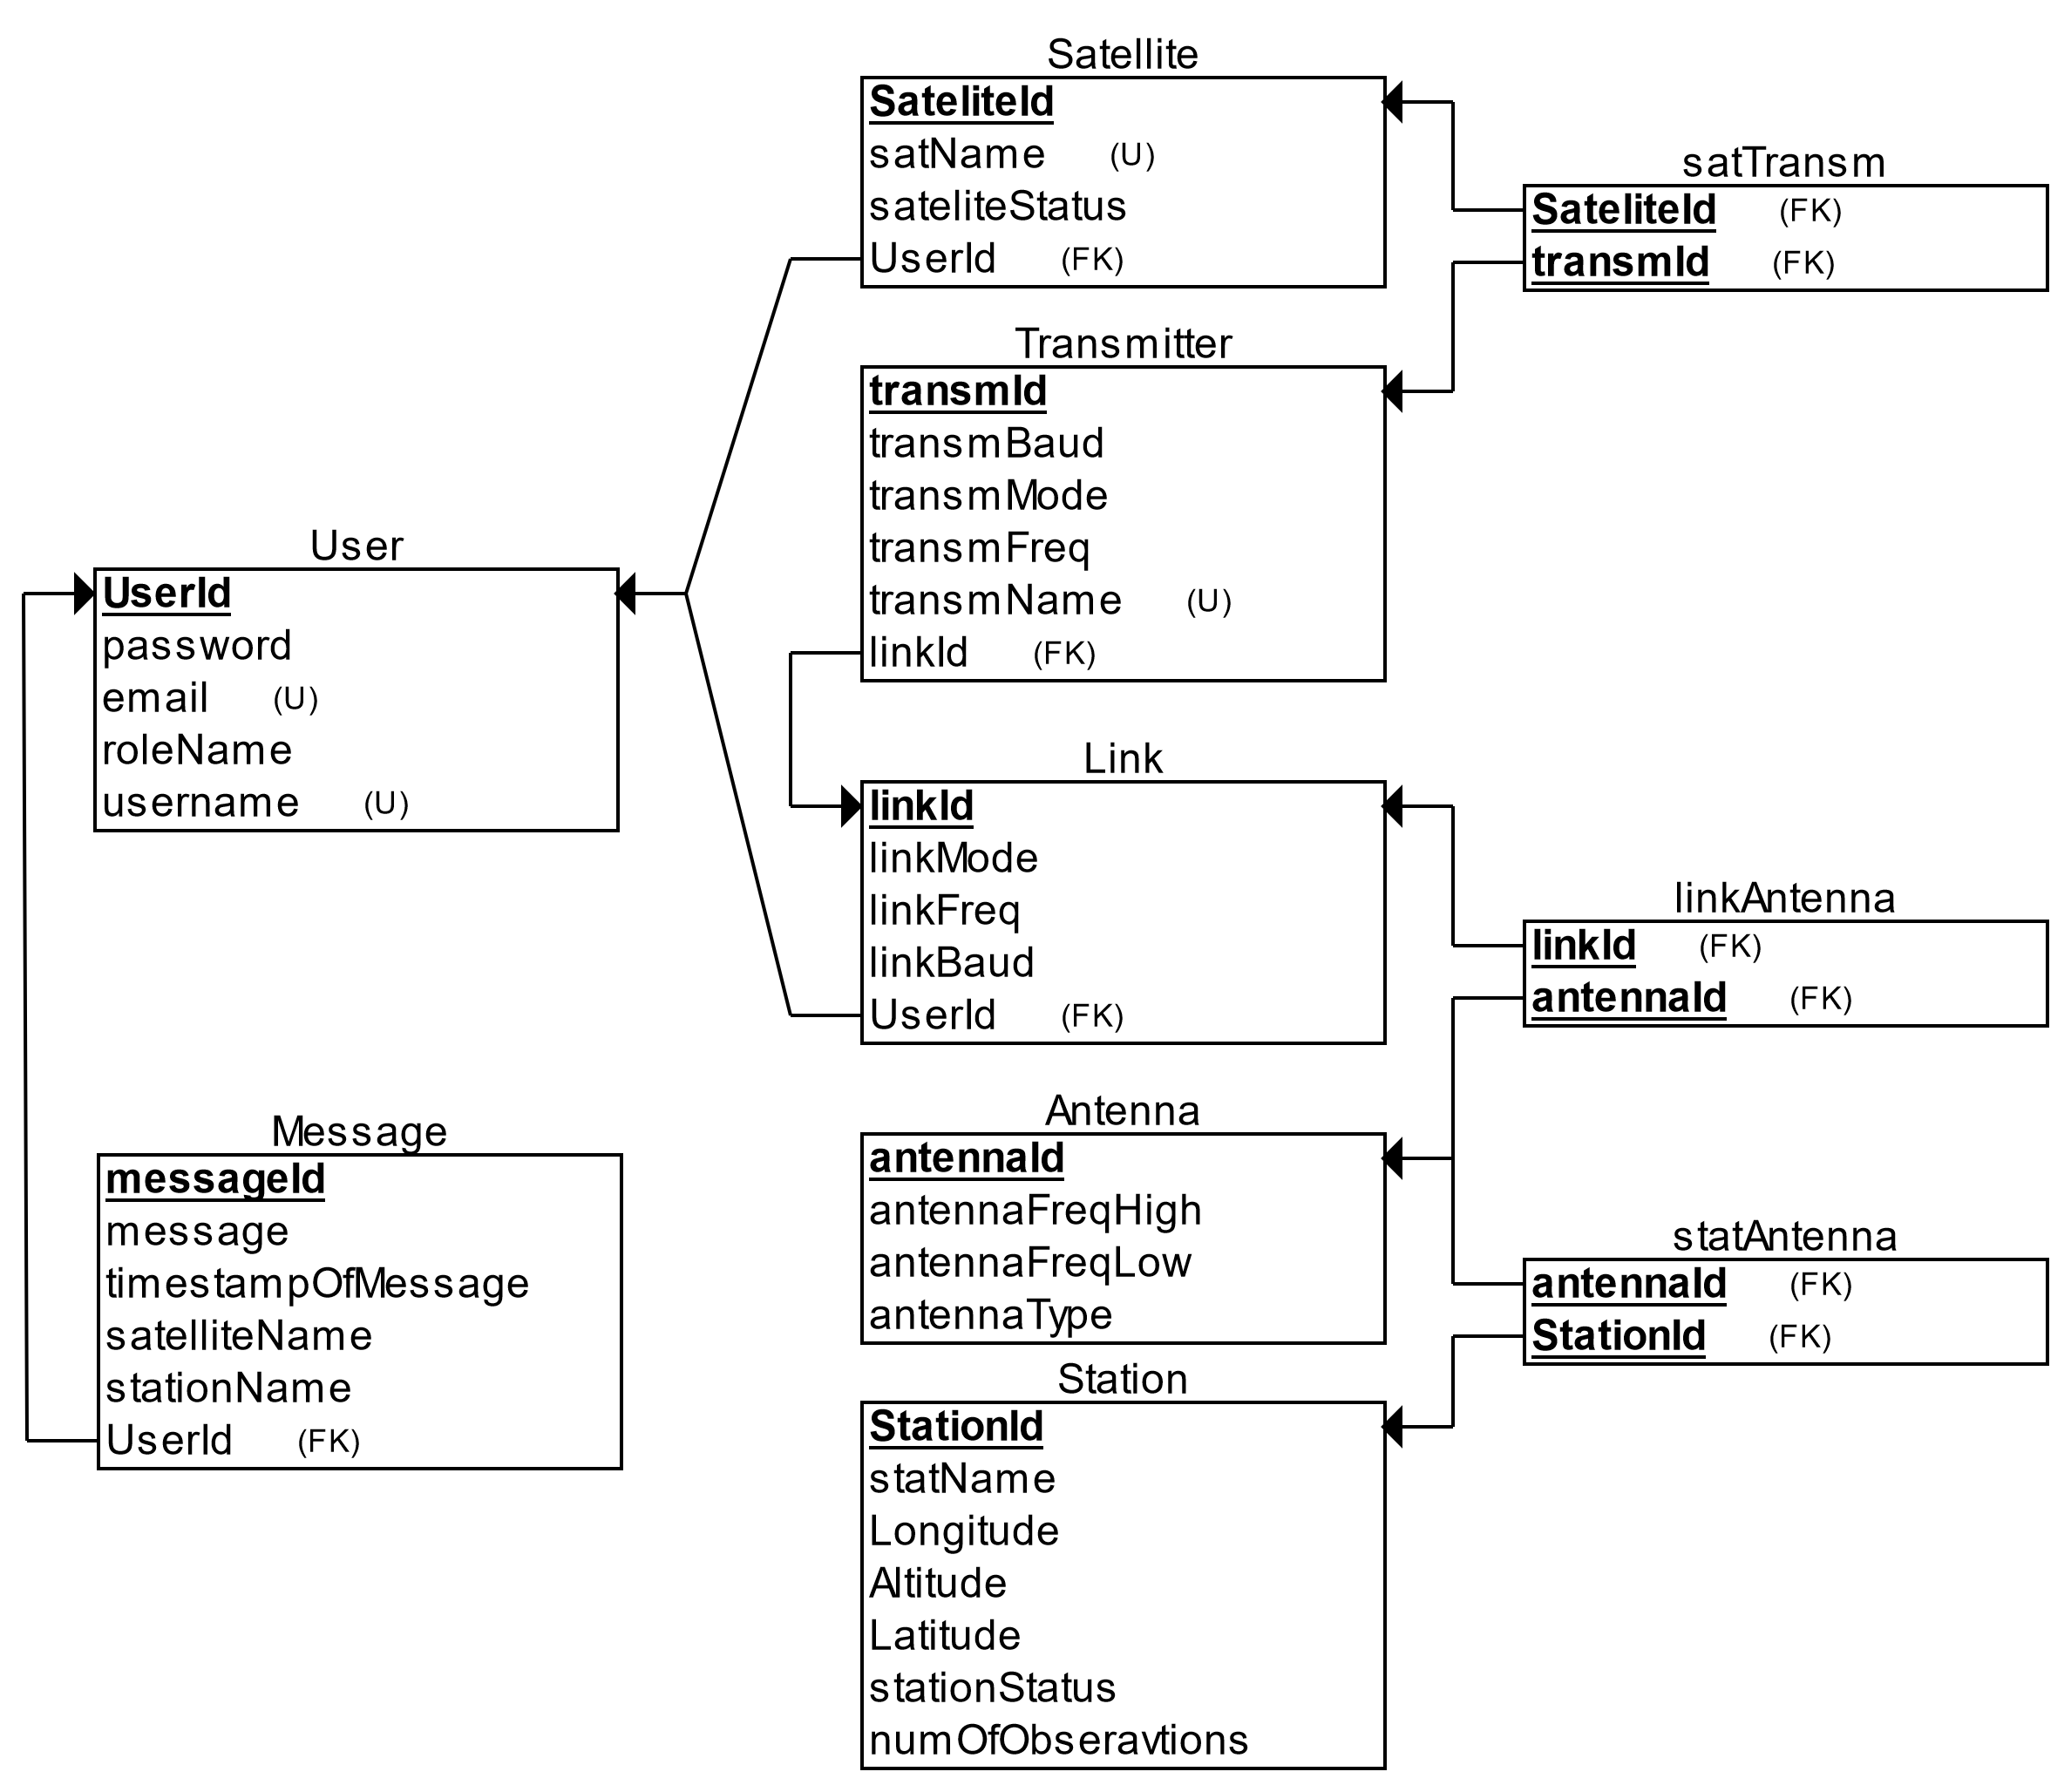 Satellite
SateliteId
satName (U)
sateliteStatus
UserId (FK)
satTransm
SateliteId (FK)
transmId (FK)
Transmitter
transmId
transmBaud
transmMode
transmFreq
transmName (U)
linkId (FK)
User
UserId
password
email (U)
roleName
username (U)
Link
linkId
linkMode
linkFreq
linkBaud
UserId (FK)
linkAntenna
linkId (FK)
antennaId (FK)
Message
messageId
message
timestampOfMessage
satelliteName
stationName
UserId (FK)
Antenna
antennaId
antennaFreqHigh
antennaFreqLow
antennaType
statAntenna
antennaId (FK)
StationId (FK)
Station
StationId
statName
Longitude
Altitude
Latitude
stationStatus
numOfObseravtions